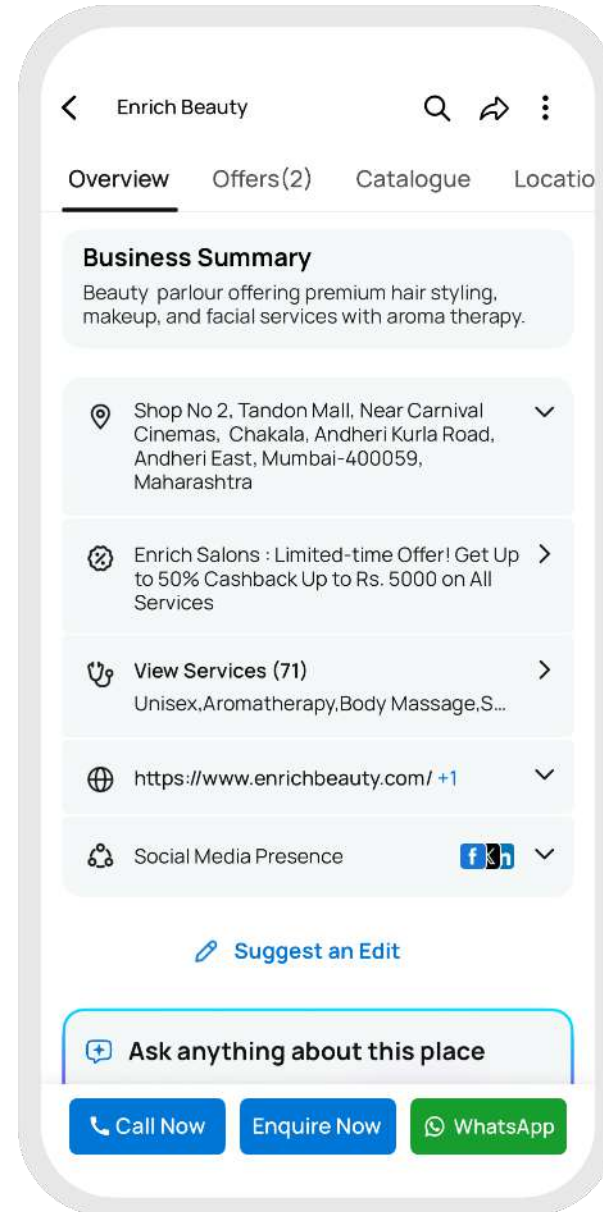 Enrich Beauty
Overview Offers(2) Catalogue Locatio
Business Summary
Beauty parlour offering premium hair styling,
makeup, and facial services with aroma therapy.
Shop No 2, Tandon Mall, Near Carnival
Cinemas, Chakala, Andheri Kurla Road,
Andheri East, Mumbai-400059,
Maharashtra
Enrich Salons : Limited-time Offer! Get Up
to 50% Cashback Up to Rs. 5000 on All
Services
View Services (71)
Unisex,Aromatherapy,Body Massage,S...
https://www.enrichbeauty.com/ +1
Social Media Presence
Suggest an Edit
Ask anything about this place
Call Now Enquire Now WhatsApp